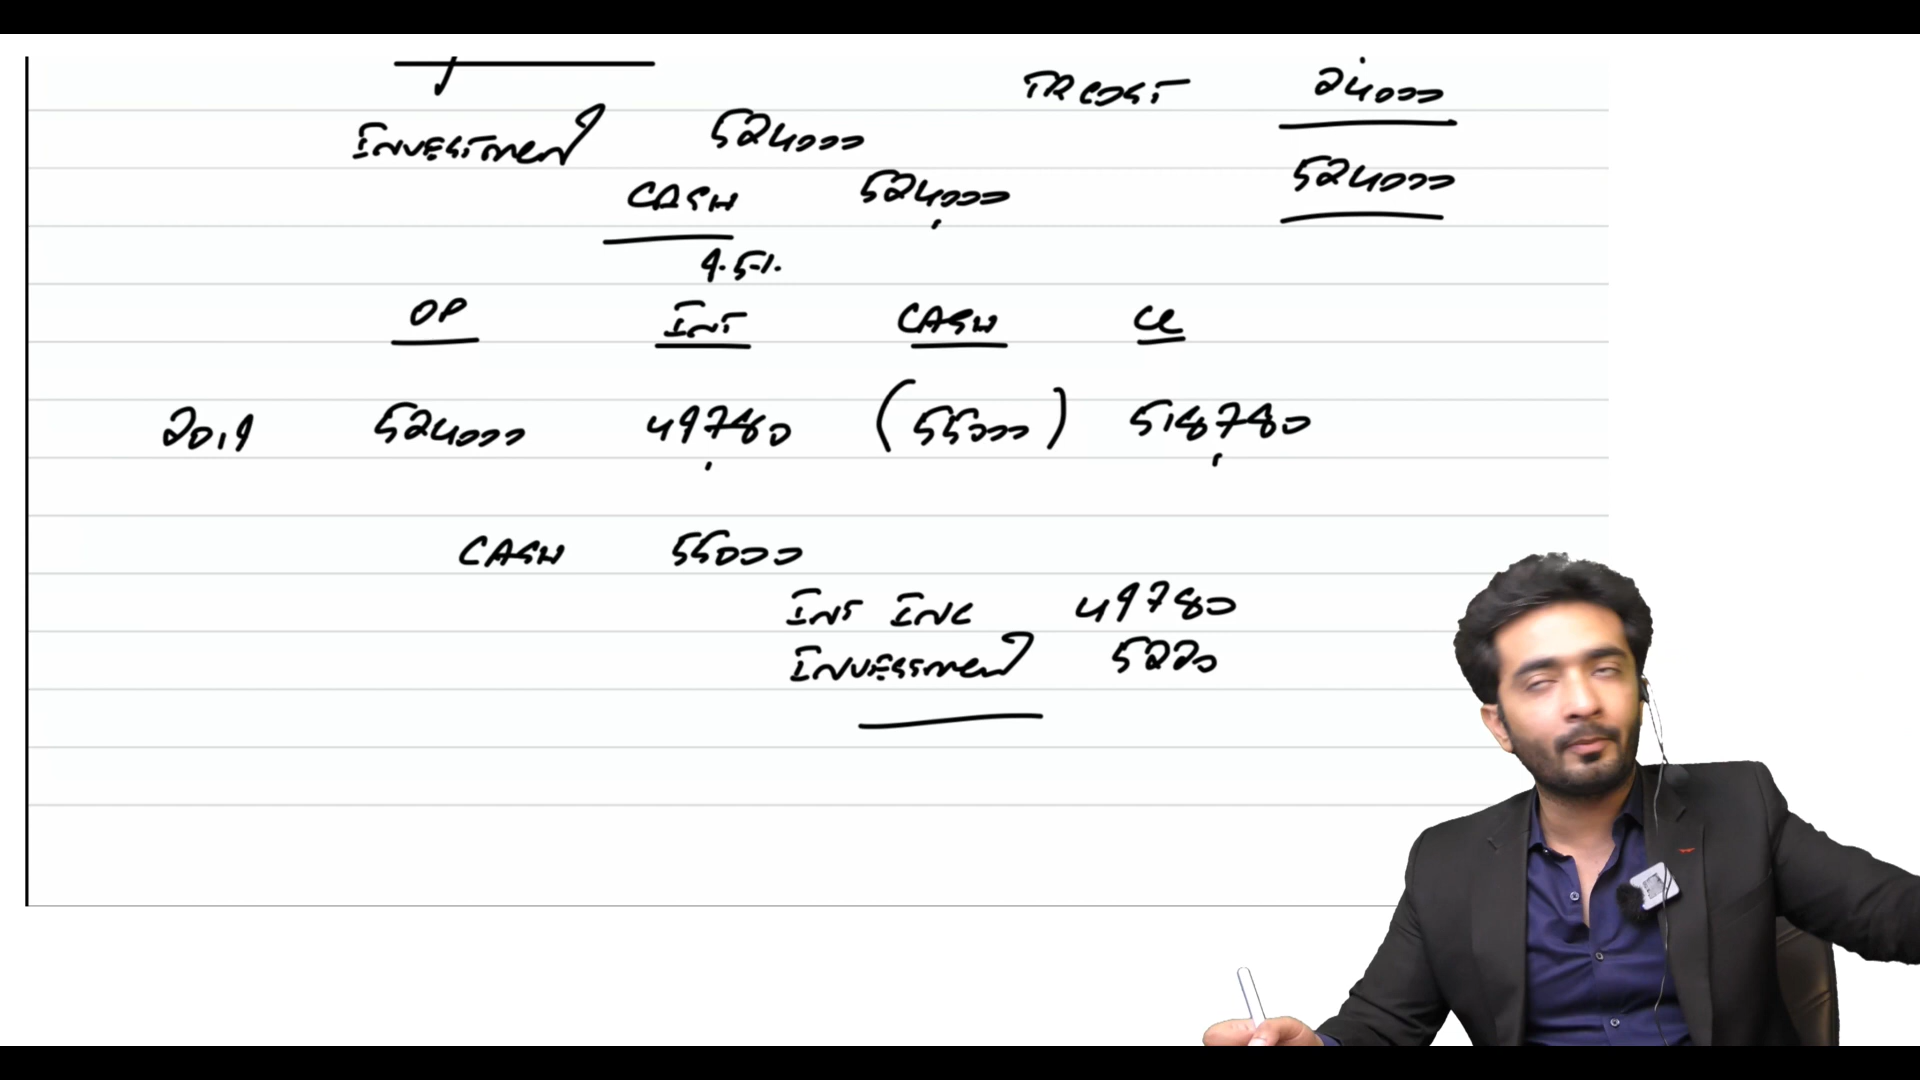 TR COST 24000
INVESTMENT 524000
524000
CASH 524000
9.5%
OP INT CASH CL
2019 524000 49780 (55000) 518780
CASH 55000
INT INC 49780
INVESTMENT 5220